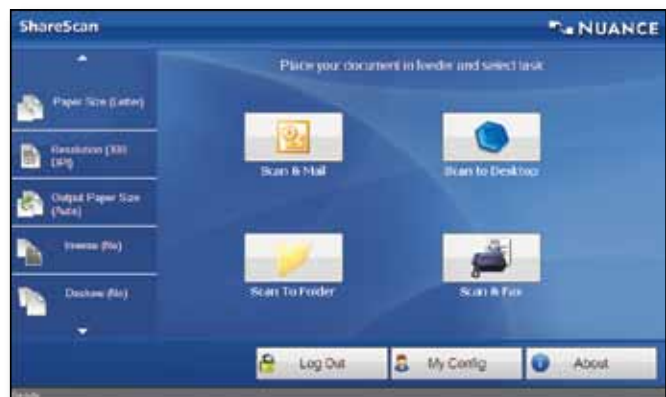 ShareScan
NUANCE
Place your document in feeder and select task
Paper Size (Letter)
Resolution (300
DPI)
Output Paper Size
(Auto)
Inverse (No)
Deskew (No)
Scan & Mail
Scan to Desktop
Scan To Folder
Scan & Fax
Log Out
My Config
About